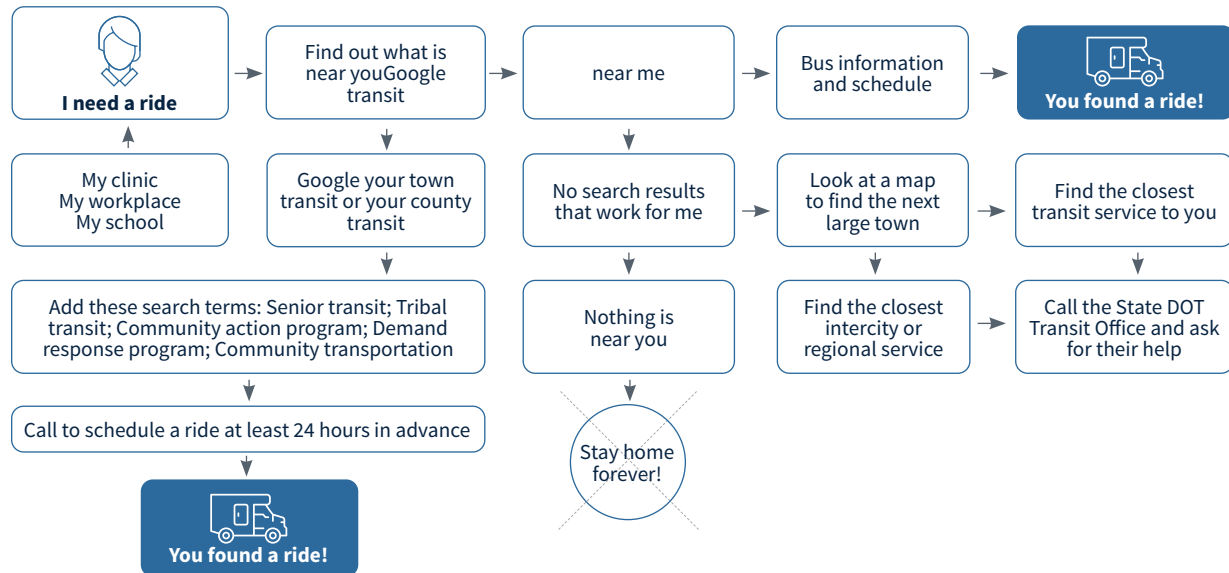 I need a ride
Find out what is
near youGoogle
transit
near me
Bus information
and schedule
You found a ride!
My clinic
My workplace
My school
Google your town
transit or your county
transit
No search results
that work for me
Look at a map
to find the next
large town
Find the closest
transit service to you
Add these search terms: Senior transit; Tribal
transit; Community action program; Demand
response program; Community transportation
Nothing is
near you
Find the closest
intercity or
regional service
Call the State DOT
Transit Office and ask
for their help
Call to schedule a ride at least 24 hours in advance
Stay home
forever!
You found a ride!